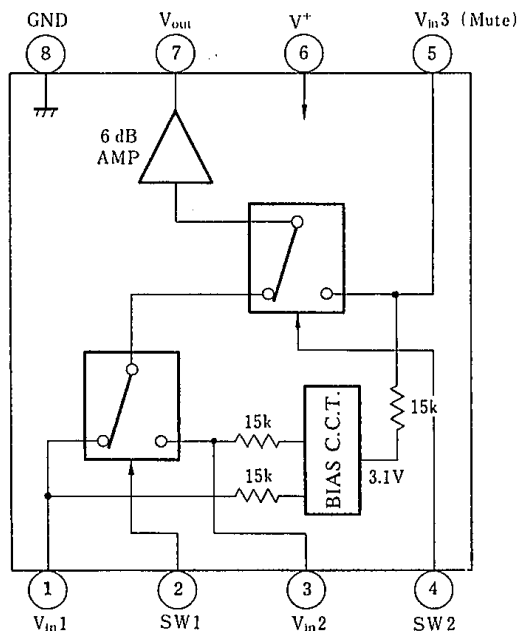 GND
Vout
V+
Vin3 (Mute)
8
7
6
5
6 dB
AMP
15k
15k
15k
BIAS C.C.T.
3.1V
1
2
3
4
Vin1
SW1
Vin2
SW2